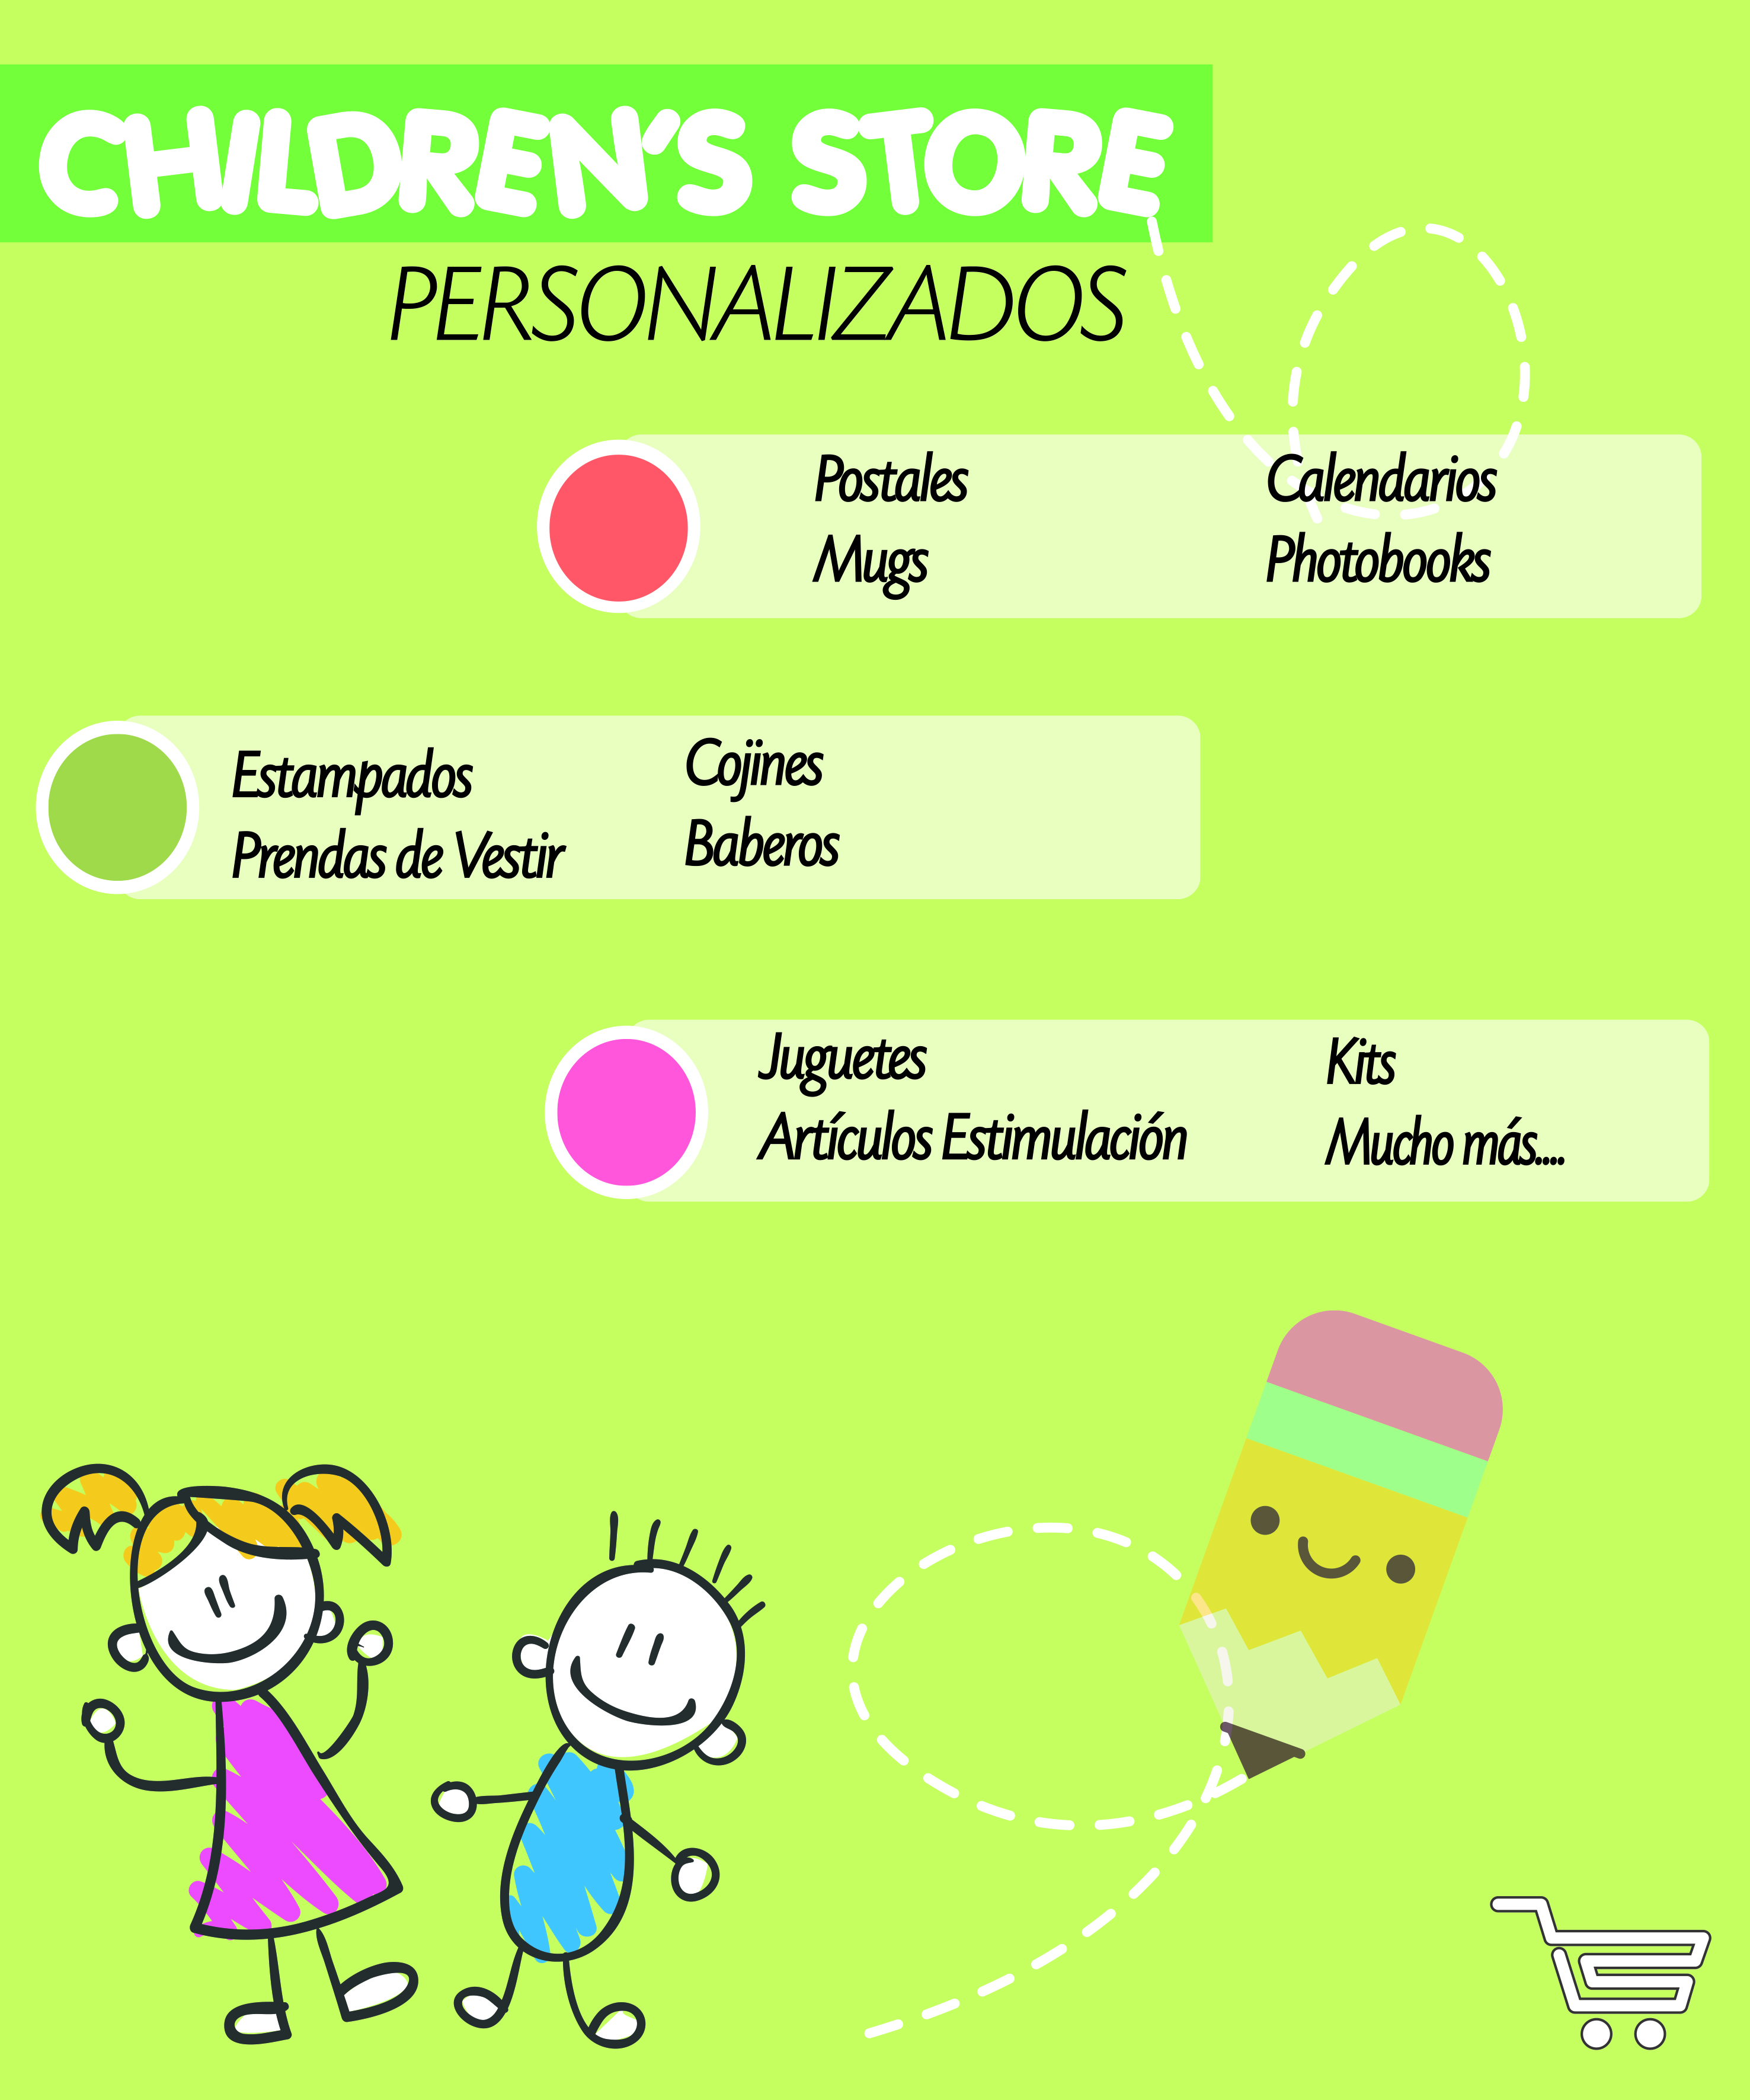 CHILDREN'S STORE
PERSONALIZADOS
Postales
Mugs
Calendarios
Photobooks
Estampados
Prendas de Vestir
Cojines
Baberos
Juguetes
Artículos Estimulación
Kits
Mucho más....